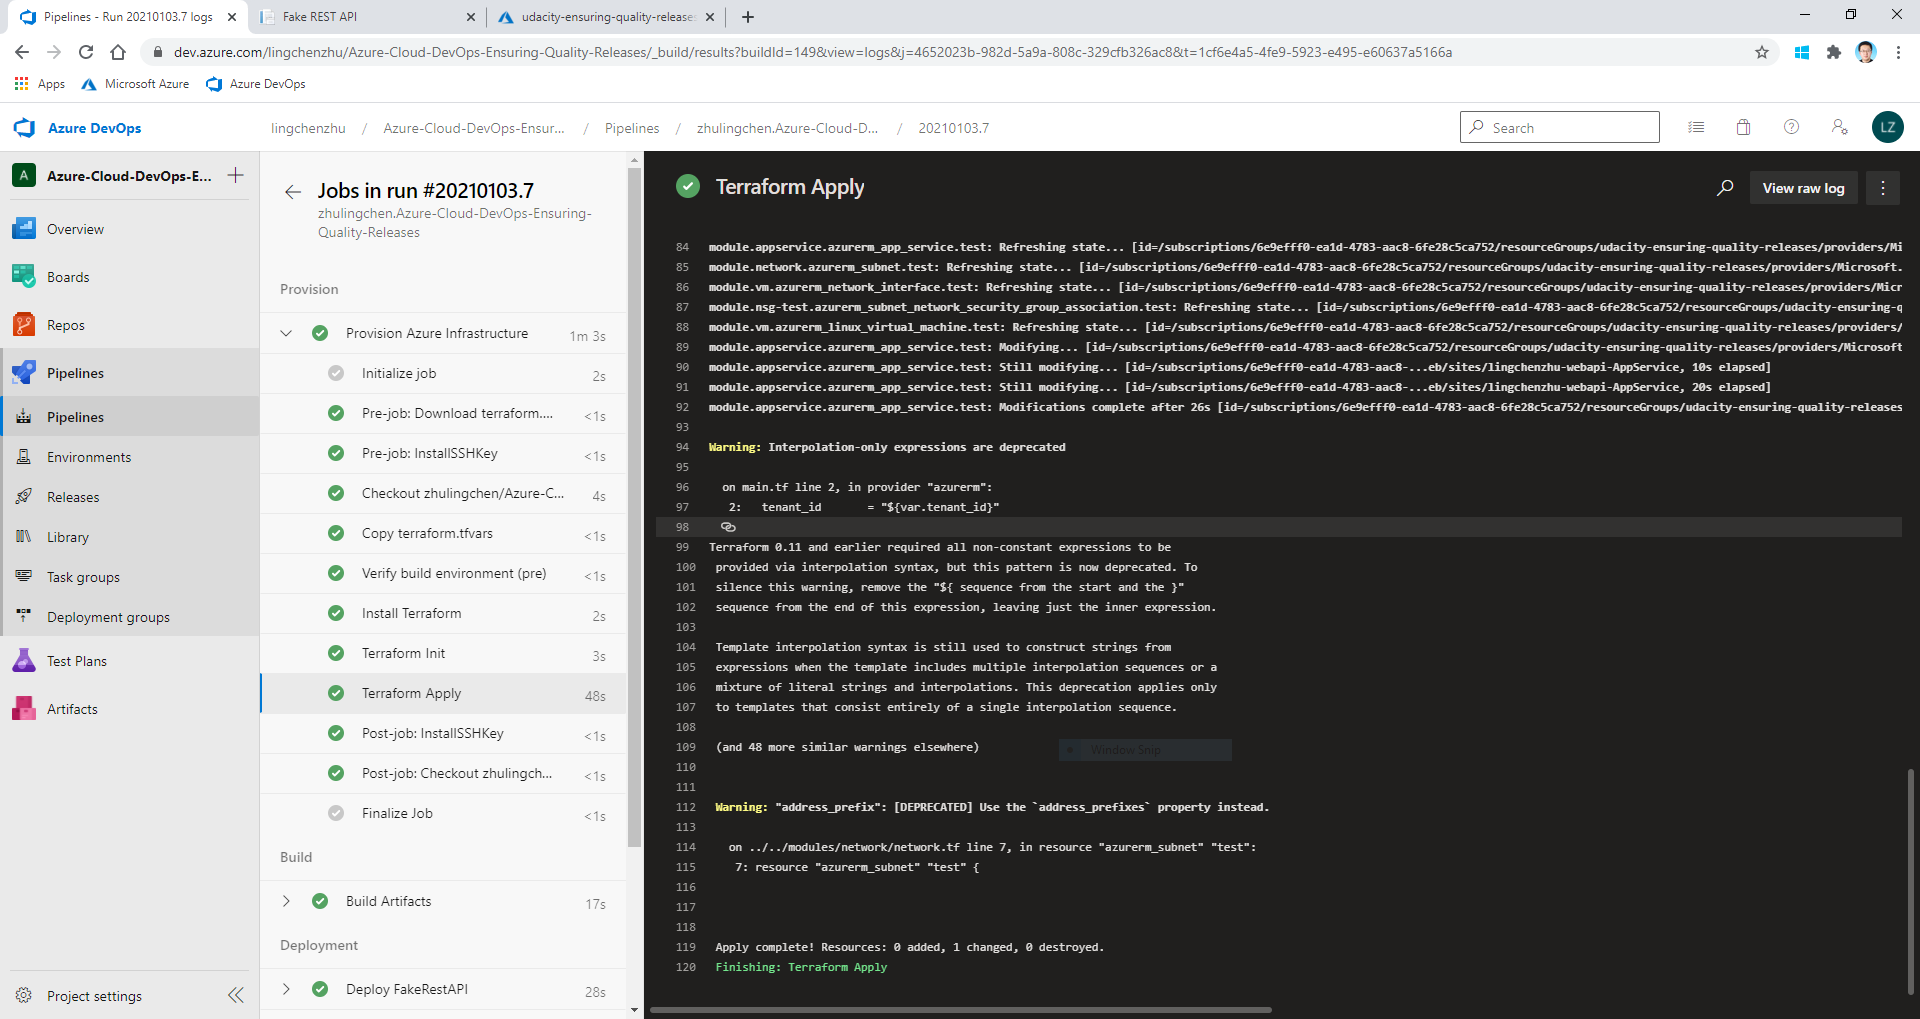 Pipelines - Run 20210103.7 logs
Fake REST API
udacity-ensuring-quality-releases
dev.azure.com/lingchenzhu/Azure-Cloud-DevOps-Ensuring-Quality-Releases/_build/results?buildId=149&view=logs&j=4652023b-982d-5a9a-808c-329cfb326ac8&t=1cf6e4a5-4fe9-5923-e495-e60637a5166a
Apps
Microsoft Azure
Azure DevOps
Azure DevOps
lingchenzhu / Azure-Cloud-DevOps-Ensur... / Pipelines / zhulingchen.Azure-Cloud-D... / 20210103.7
Search
LZ
A
Azure-Cloud-DevOps-E...
Overview
Boards
Repos
Pipelines
Pipelines
Environments
Releases
Library
Task groups
Deployment groups
Test Plans
Artifacts
Project settings
Jobs in run #20210103.7
zhulingchen.Azure-Cloud-DevOps-Ensuring-
Quality-Releases
Provision
Provision Azure Infrastructure 1m 3s
Initialize job 2s
Pre-job: Download terraform.... <1s
Pre-job: InstallSSHKey <1s
Checkout zhulingchen/Azure-C... 4s
Copy terraform.tfvars <1s
Verify build environment (pre) <1s
Install Terraform 2s
Terraform Init 3s
Terraform Apply 48s
Post-job: InstallSSHKey <1s
Post-job: Checkout zhulingch... <1s
Finalize Job <1s
Build
Build Artifacts 17s
Deployment
Deploy FakeRestAPI 28s
Terraform Apply
View raw log
84 module.appservice.azurerm_app_service.test: Refreshing state... [id=/subscriptions/6e9efff0-ea1d-4783-aac8-6fe28c5ca752/resourceGroups/udacity-ensuring-quality-releases/providers/Mi
85 module.network.azurerm_subnet.test: Refreshing state... [id=/subscriptions/6e9efff0-ea1d-4783-aac8-6fe28c5ca752/resourceGroups/udacity-ensuring-quality-releases/providers/Microsoft.
86 module.vm.azurerm_network_interface.test: Refreshing state... [id=/subscriptions/6e9efff0-ea1d-4783-aac8-6fe28c5ca752/resourceGroups/udacity-ensuring-quality-releases/providers/Micr
87 module.nsg-test.azurerm_subnet_network_security_group_association.test: Refreshing state... [id=/subscriptions/6e9efff0-ea1d-4783-aac8-6fe28c5ca752/resourceGroups/udacity-ensuring-q
88 module.vm.azurerm_linux_virtual_machine.test: Refreshing state... [id=/subscriptions/6e9efff0-ea1d-4783-aac8-6fe28c5ca752/resourceGroups/udacity-ensuring-quality-releases/providers/
89 module.appservice.azurerm_app_service.test: Modifying... [id=/subscriptions/6e9efff0-ea1d-4783-aac8-6fe28c5ca752/resourceGroups/udacity-ensuring-quality-releases/providers/Microsoft
90 module.appservice.azurerm_app_service.test: Still modifying... [id=/subscriptions/6e9efff0-ea1d-4783-aac8-...eb/sites/lingchenzhu-webapi-AppService, 10s elapsed]
91 module.appservice.azurerm_app_service.test: Still modifying... [id=/subscriptions/6e9efff0-ea1d-4783-aac8-...eb/sites/lingchenzhu-webapi-AppService, 20s elapsed]
92 module.appservice.azurerm_app_service.test: Modifications complete after 26s [id=/subscriptions/6e9efff0-ea1d-4783-aac8-6fe28c5ca752/resourceGroups/udacity-ensuring-quality-releases
93
94 Warning: Interpolation-only expressions are deprecated
95
96 on main.tf line 2, in provider "azurerm":
97 2: tenant_id = "${var.tenant_id}"
98
99 Terraform 0.11 and earlier required all non-constant expressions to be
100 provided via interpolation syntax, but this pattern is now deprecated. To
101 silence this warning, remove the "${ sequence from the start and the }"
102 sequence from the end of this expression, leaving just the inner expression.
103
104 Template interpolation syntax is still used to construct strings from
105 expressions when the template includes multiple interpolation sequences or a
106 mixture of literal strings and interpolations. This deprecation applies only
107 to templates that consist entirely of a single interpolation sequence.
108
109 (and 48 more similar warnings elsewhere)
Window Snip
110
111
112 Warning: "address_prefix": [DEPRECATED] Use the `address_prefixes` property instead.
113
114 on ../../modules/network/network.tf line 7, in resource "azurerm_subnet" "test":
115 7: resource "azurerm_subnet" "test" {
116
117
118
119 Apply complete! Resources: 0 added, 1 changed, 0 destroyed.
120 Finishing: Terraform Apply